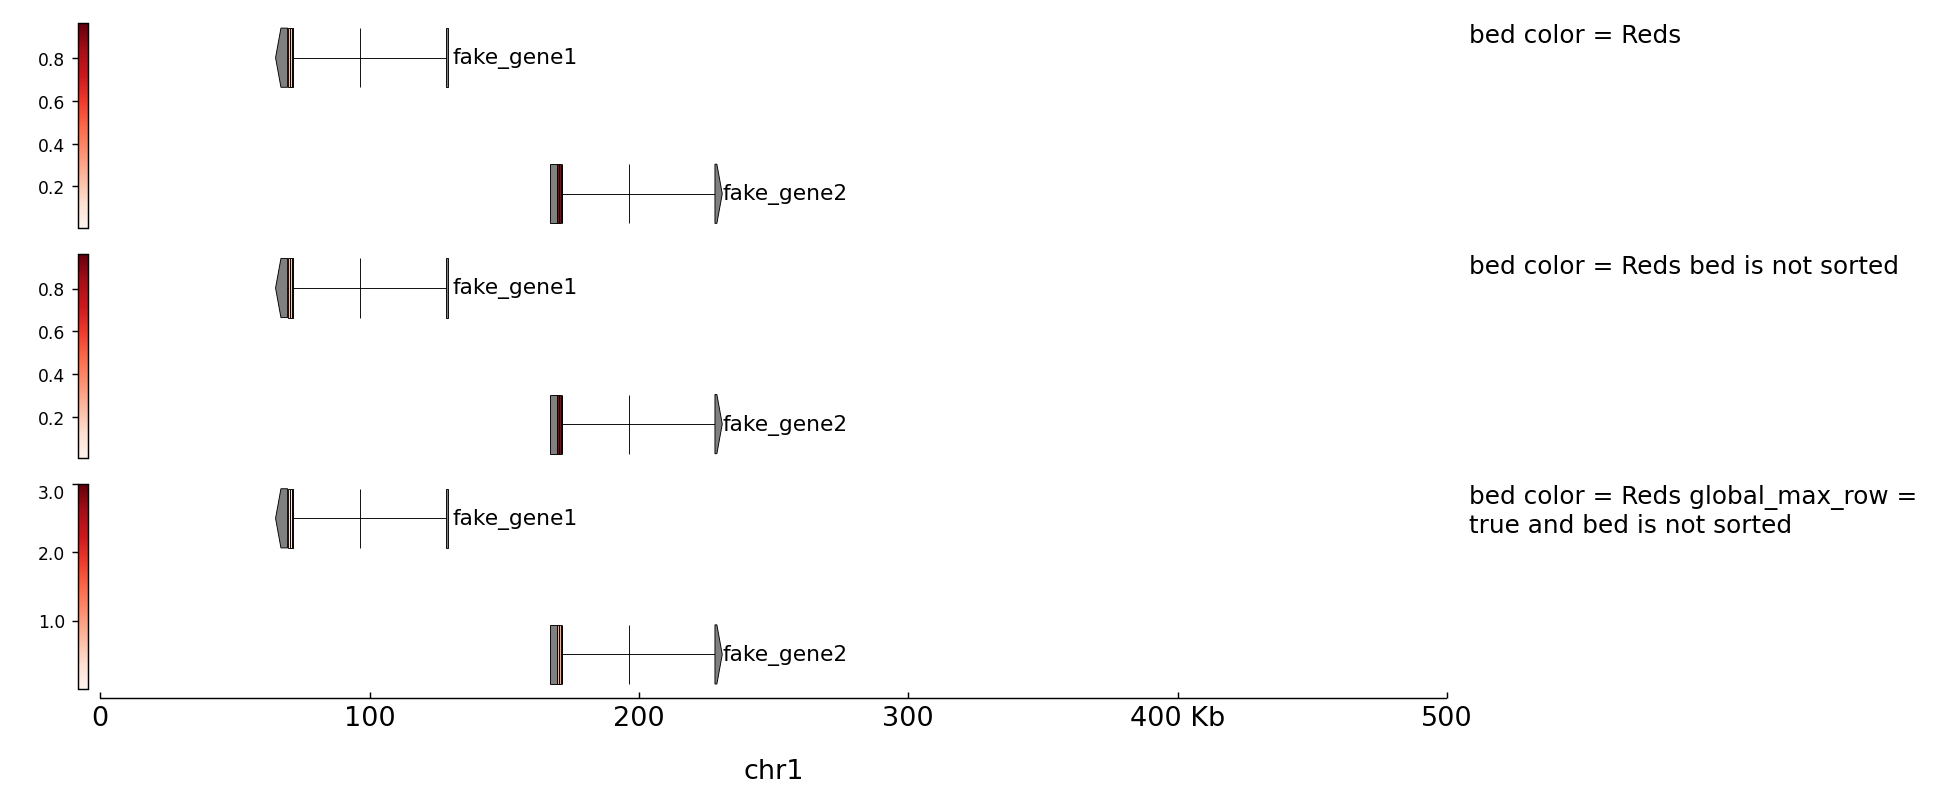 bed color = Reds
0.8
fake_gene1
0.6
0.4
0.2
fake_gene2
bed color = Reds bed is not sorted
0.8
fake_gene1
0.6
0.4
0.2
fake_gene2
bed color = Reds global_max_row =
true and bed is not sorted
3.0
fake_gene1
2.0
1.0
fake_gene2
0 100 200 300 400 Kb 500
chr1